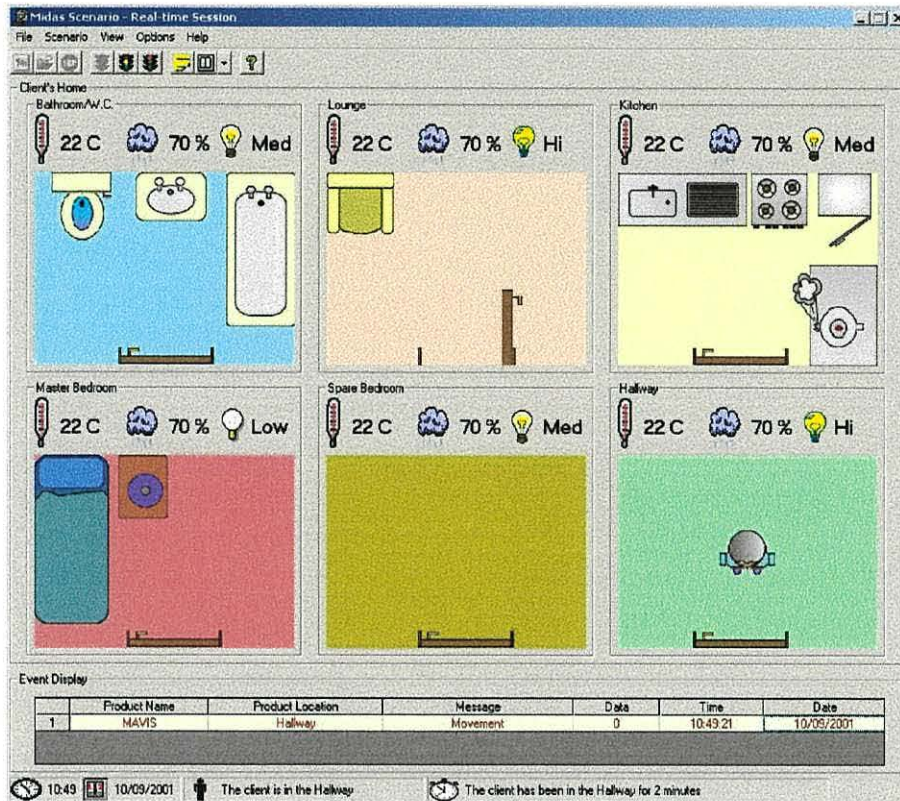 Midas Scenario - Real-time Session
File Scenario View Options Help
Client's Home
Bathroom/W.C. Lounge Kitchen
22 C 70 % Med 22 C 70 % Hi 22 C 70 % Med
Master Bedroom Spare Bedroom Hallway
22 C 70 % Low 22 C 70 % Med 22 C 70 % Hi
Event Display
Product Name Product Location Message Data Time Date
1 MAVIS Hallway Movement 0 10:49:21 10/09/2001
10:49 10/09/2001 The client is in the Hallway The client has been in the Hallway for 2 minutes